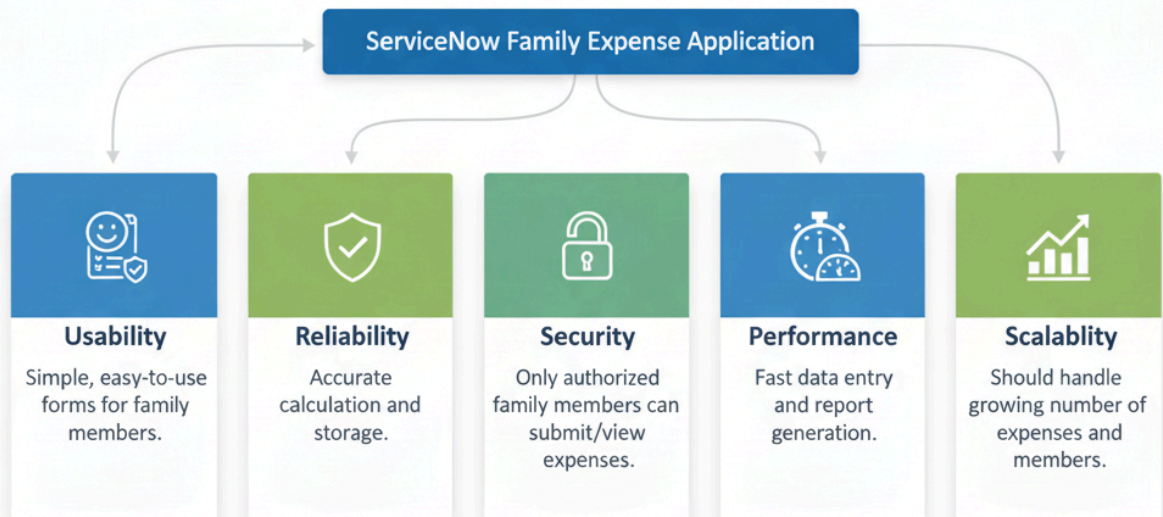 ServiceNow Family Expense Application
Usability
Simple, easy-to-use
forms for family
members.
Reliability
Accurate
calculation and
storage.
Security
Only authorized
family members can
submit/view
expenses.
Performance
Fast data entry
and report
generation.
Scalablity
Should handle
growing number of
expenses and
members.